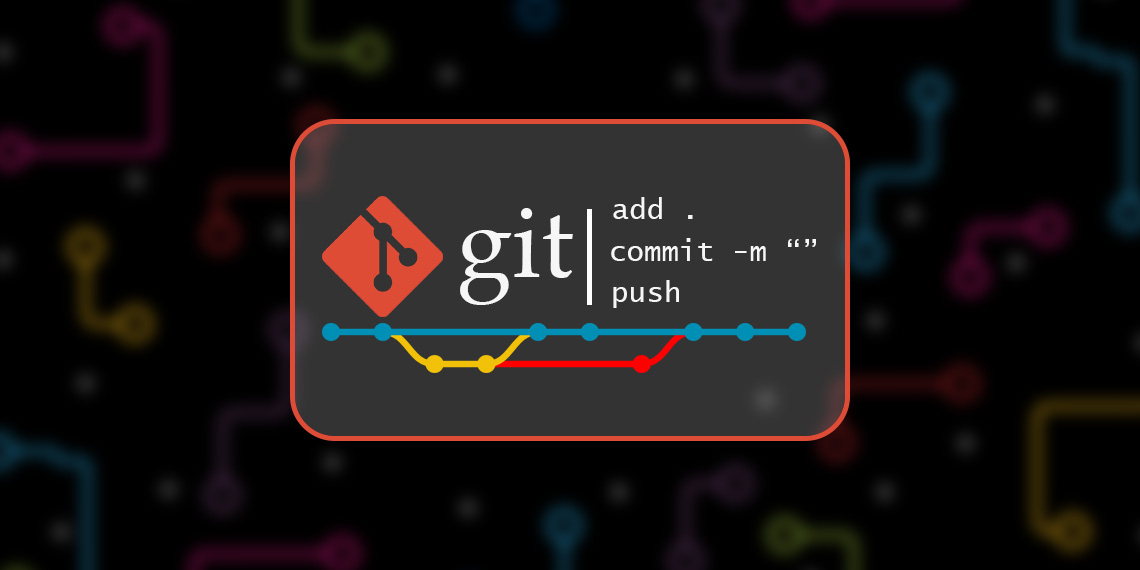 git
add .
commit -m “”
push